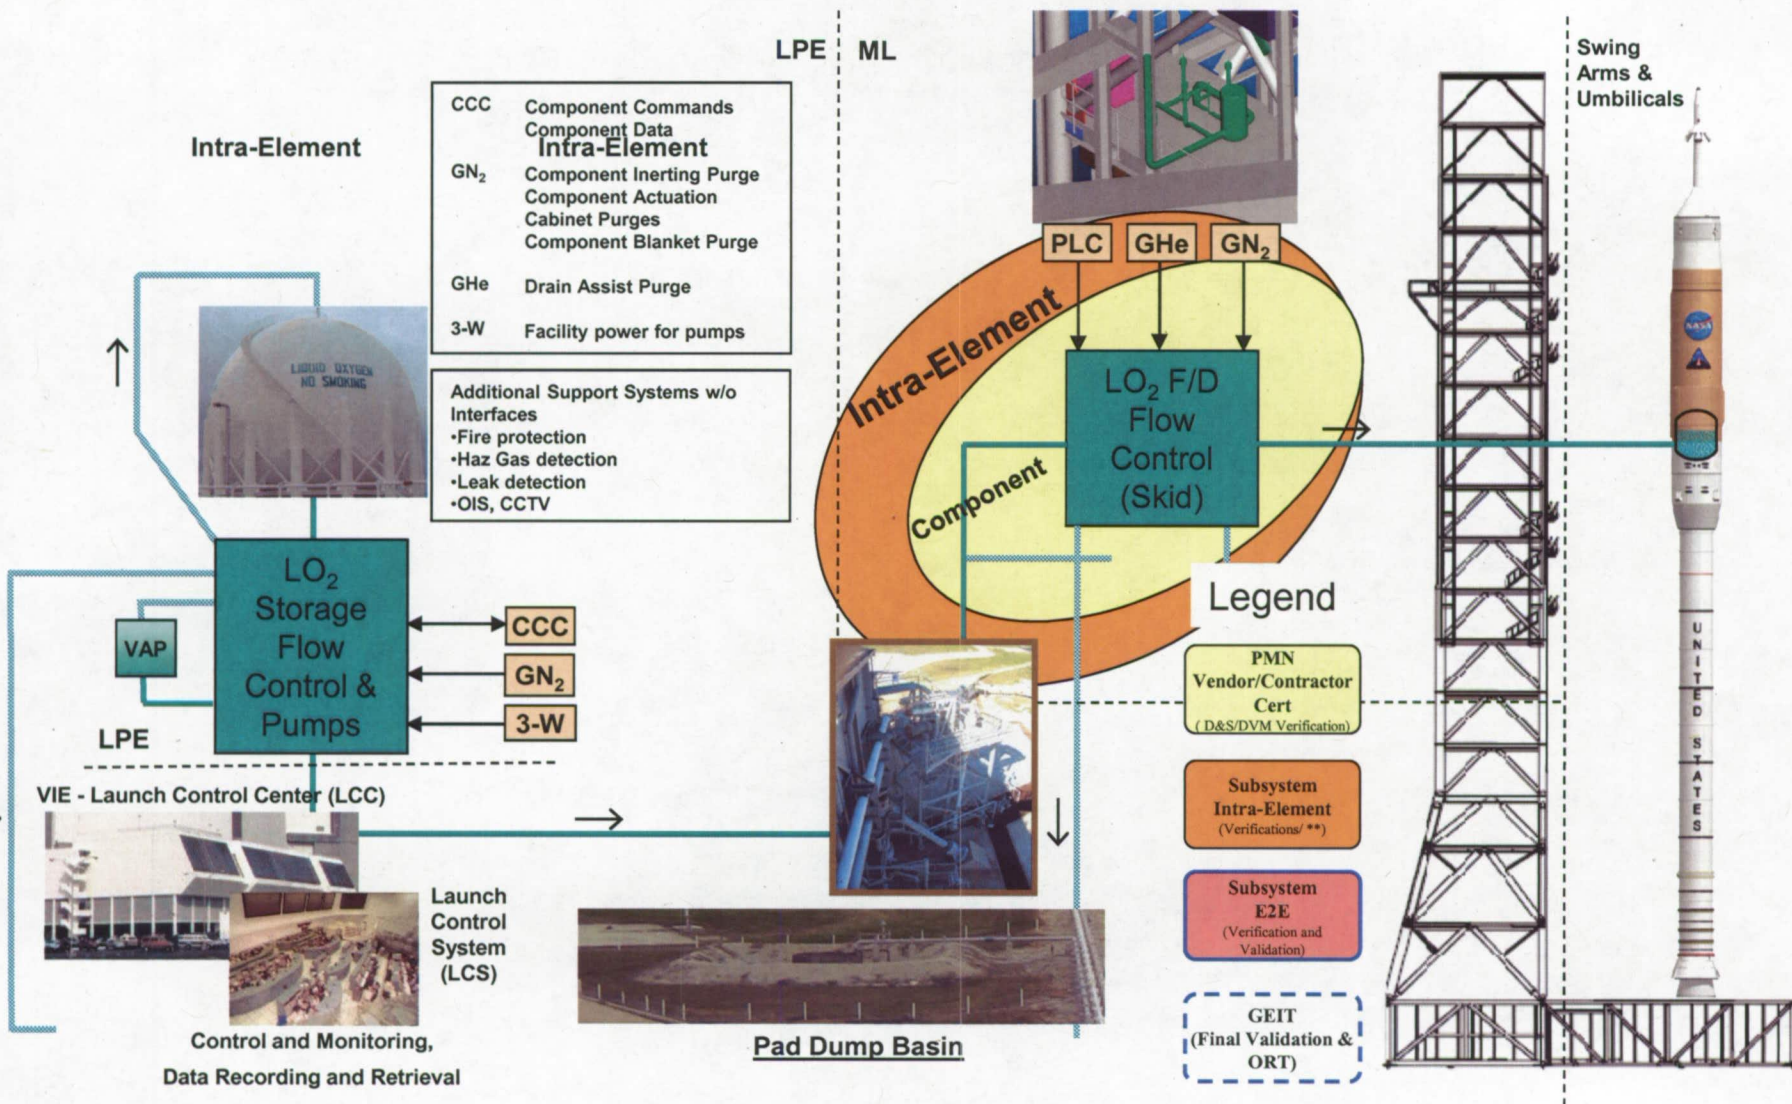 LPE
ML
Swing
Arms &
Umbilicals
Intra-Element
CCC Component Commands
Component Data
Intra-Element
GN₂ Component Inerting Purge
Component Actuation
Cabinet Purges
Component Blanket Purge
GHe Drain Assist Purge
3-W Facility power for pumps
Additional Support Systems w/o
Interfaces
•Fire protection
•Haz Gas detection
•Leak detection
•OIS, CCTV
LIQUID OXYGEN
NO SMOKING
PLC
GHe
GN₂
Intra-Element
Component
LO₂ F/D
Flow
Control
(Skid)
NASA
LO₂
Storage
Flow
Control &
Pumps
VAP
CCC
GN₂
3-W
LPE
VIE - Launch Control Center (LCC)
Launch
Control
System
(LCS)
Control and Monitoring,
Data Recording and Retrieval
Pad Dump Basin
Legend
PMN
Vendor/Contractor
Cert
( D&S/DVM Verification)
Subsystem
Intra-Element
(Verifications/ **)
Subsystem
E2E
(Verification and
Validation)
GEIT
(Final Validation &
ORT)
UNITED STATES